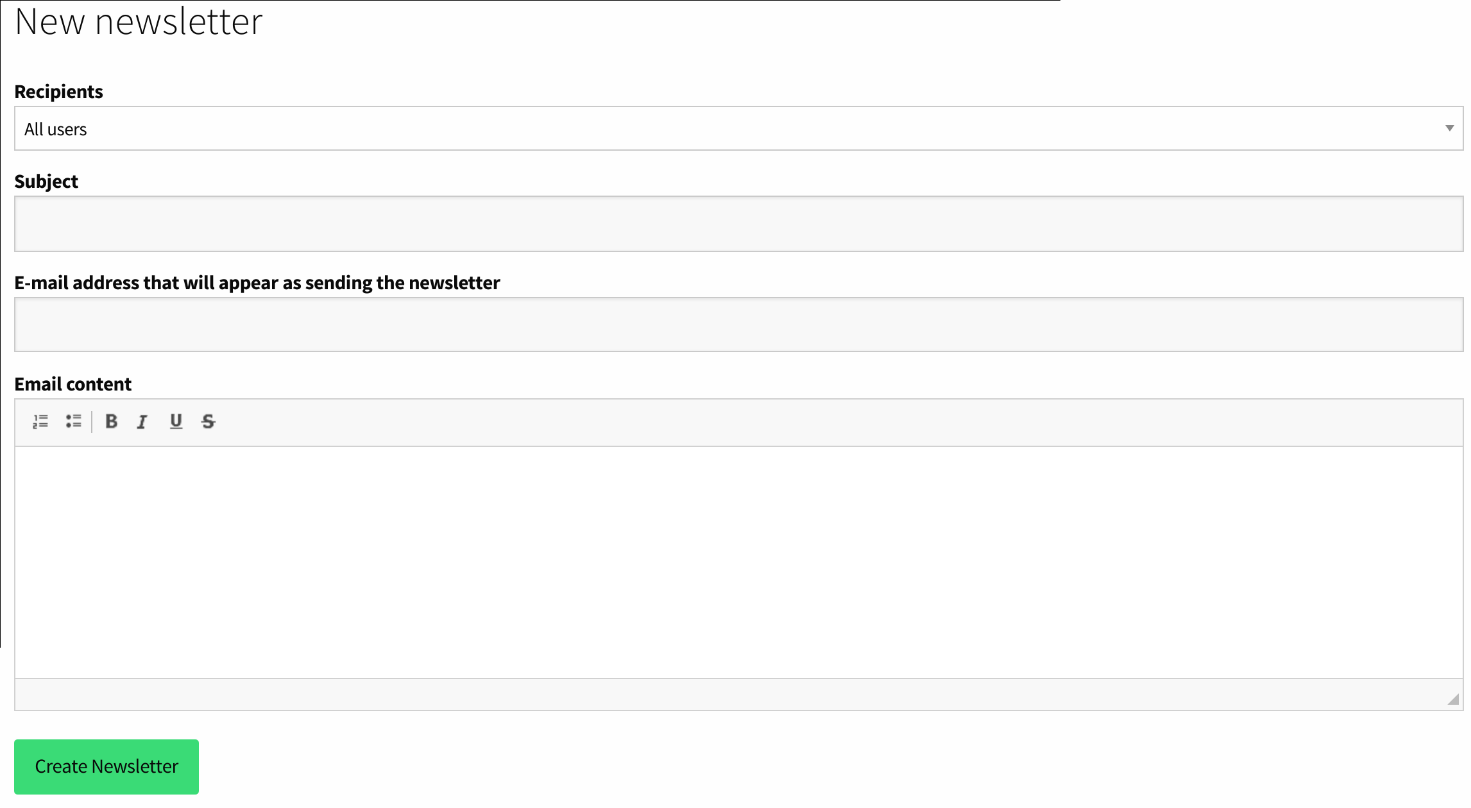 New newsletter
Recipients
All users
Subject
E-mail address that will appear as sending the newsletter
Email content
B I U S
Create Newsletter